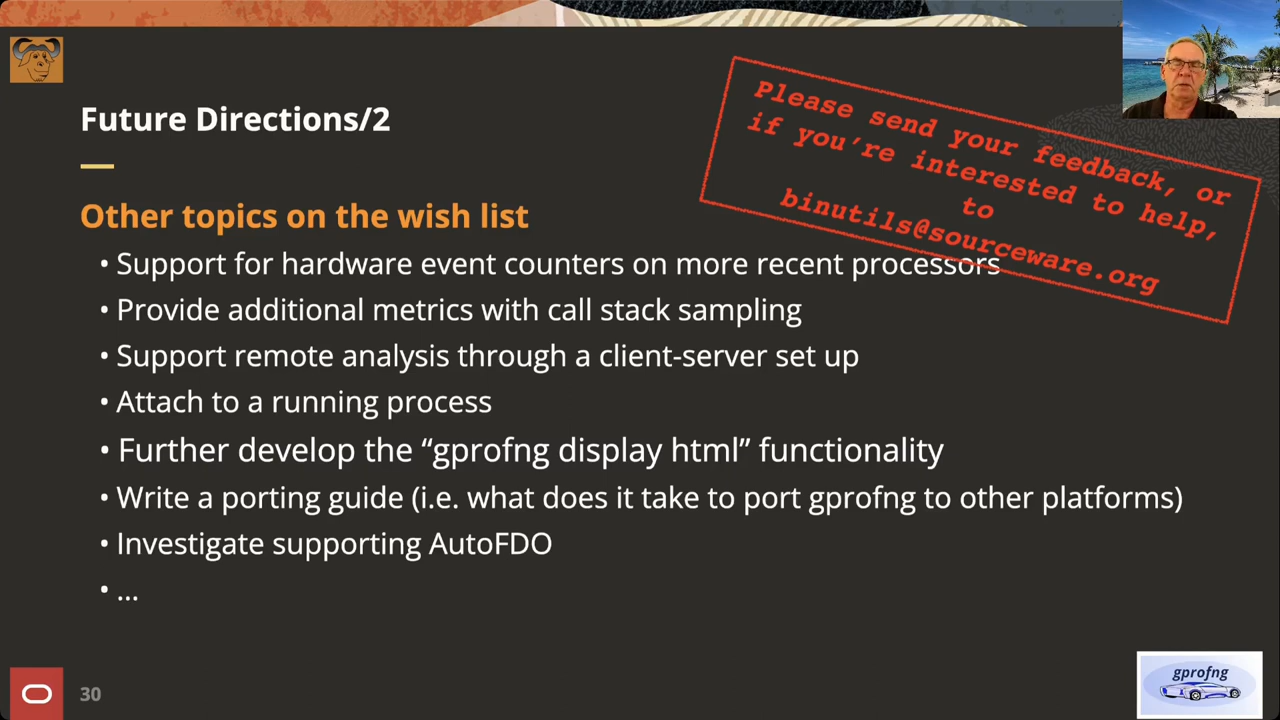 Future Directions/2
Please send your feedback, or
if you’re interested to help,
to
binutils@sourceware.org
Other topics on the wish list
• Support for hardware event counters on more recent processors
• Provide additional metrics with call stack sampling
• Support remote analysis through a client-server set up
• Attach to a running process
• Further develop the “gprofng display html” functionality
• Write a porting guide (i.e. what does it take to port gprofng to other platforms)
• Investigate supporting AutoFDO
• ...
30
gprofng